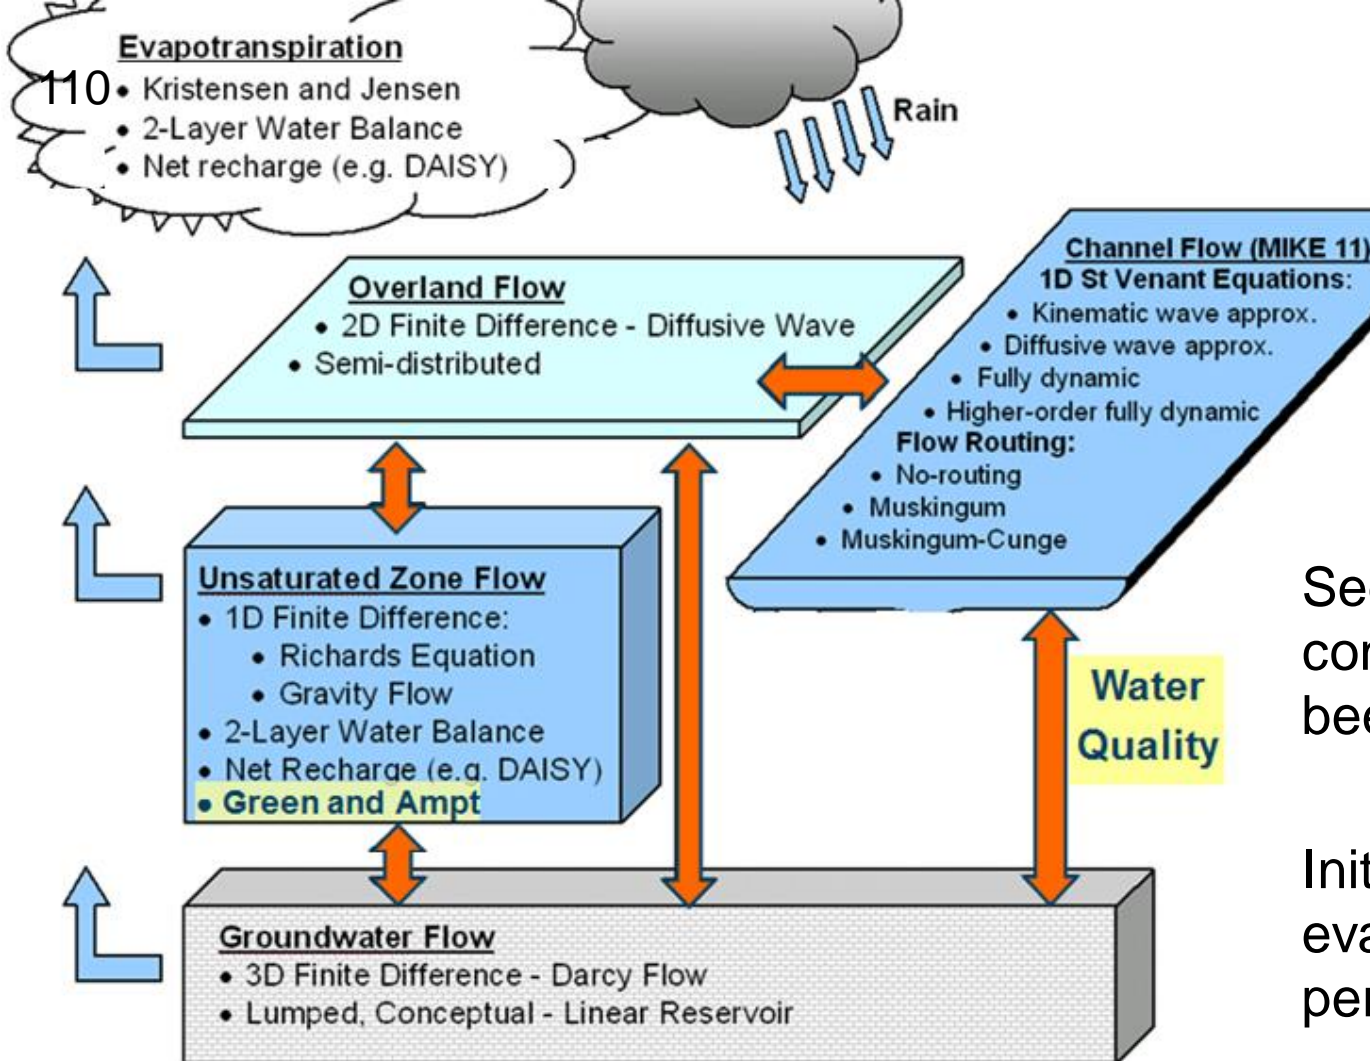 Evapotranspiration
110
• Kristensen and Jensen
• 2-Layer Water Balance
• Net recharge (e.g. DAISY)
Rain
Channel Flow (MIKE 11)
1D St Venant Equations:
• Kinematic wave approx.
• Diffusive wave approx.
• Fully dynamic
• Higher-order fully dynamic
Flow Routing:
• No-routing
• Muskingum
• Muskingum-Cunge
Overland Flow
• 2D Finite Difference - Diffusive Wave
• Semi-distributed
Unsaturated Zone Flow
• 1D Finite Difference:
• Richards Equation
• Gravity Flow
• 2-Layer Water Balance
• Net Recharge (e.g. DAISY)
• Green and Ampt
Water
Quality
Groundwater Flow
• 3D Finite Difference - Darcy Flow
• Lumped, Conceptual - Linear Reservoir